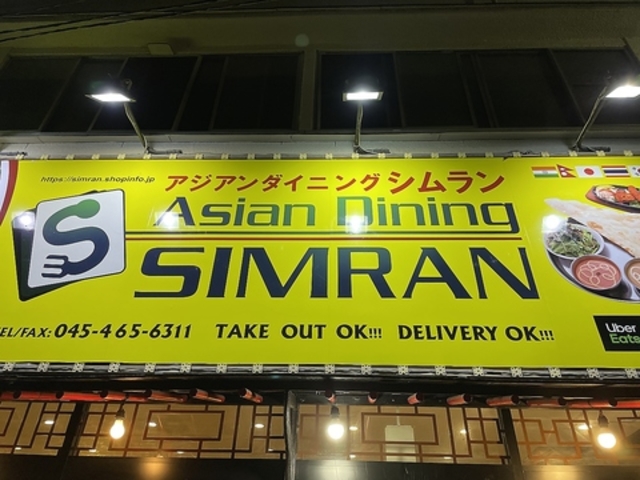 https://simran.shopinfo.jp
アジアンダイニングシムラン
Asian Dining
SIMRAN
S
TEL/FAX: 045-465-6311 TAKE OUT OK!!! DELIVERY OK!!!
Uber
Eats